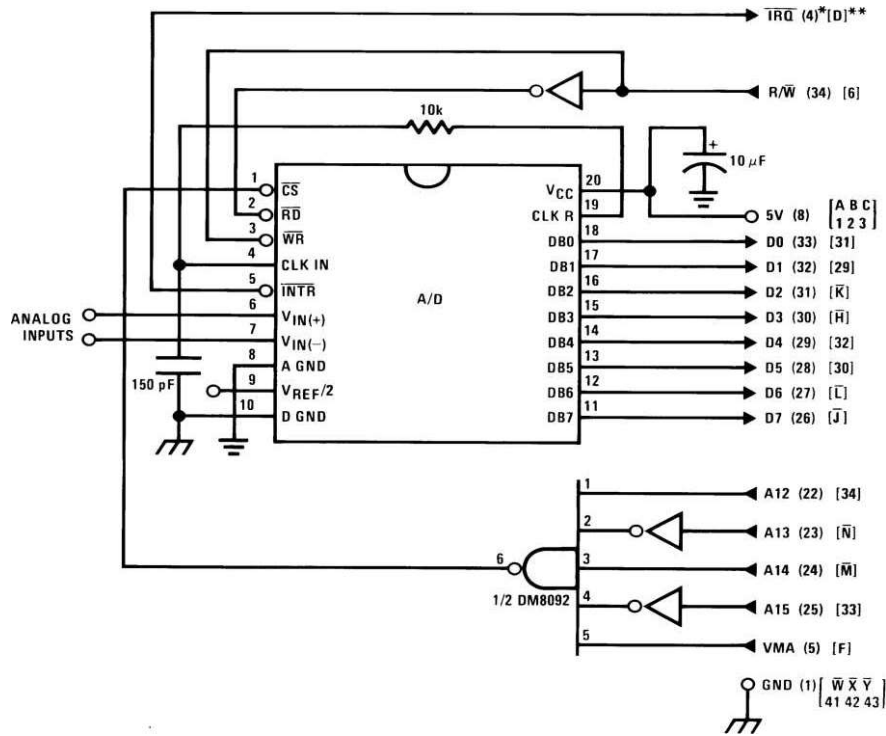 I̅R̅Q̅ (4)*[D]**
R/W̅ (34) [6]
10k
+
10 μF
1 C̅S̅
2 R̅D̅
3 W̅R̅
4 CLK IN
5 I̅N̅T̅R̅
6 VIN(+)
7 VIN(−)
8 A GND
9 VREF/2
10 D GND
ANALOG
INPUTS
150 pF
A/D
VCC 20
CLK R 19
DB0 18
DB1 17
DB2 16
DB3 15
DB4 14
DB5 13
DB6 12
DB7 11
5V (8) [A B C
1 2 3]
D0 (33) [31]
D1 (32) [29]
D2 (31) [K̅]
D3 (30) [H̅]
D4 (29) [32]
D5 (28) [30]
D6 (27) [L̅]
D7 (26) [J̅]
1 A12 (22) [34]
2 A13 (23) [N̅]
3 A14 (24) [M̅]
4 A15 (25) [33]
5 VMA (5) [F]
6
1/2 DM8092
GND (1) [W̅ X̅ Y̅
41 42 43]